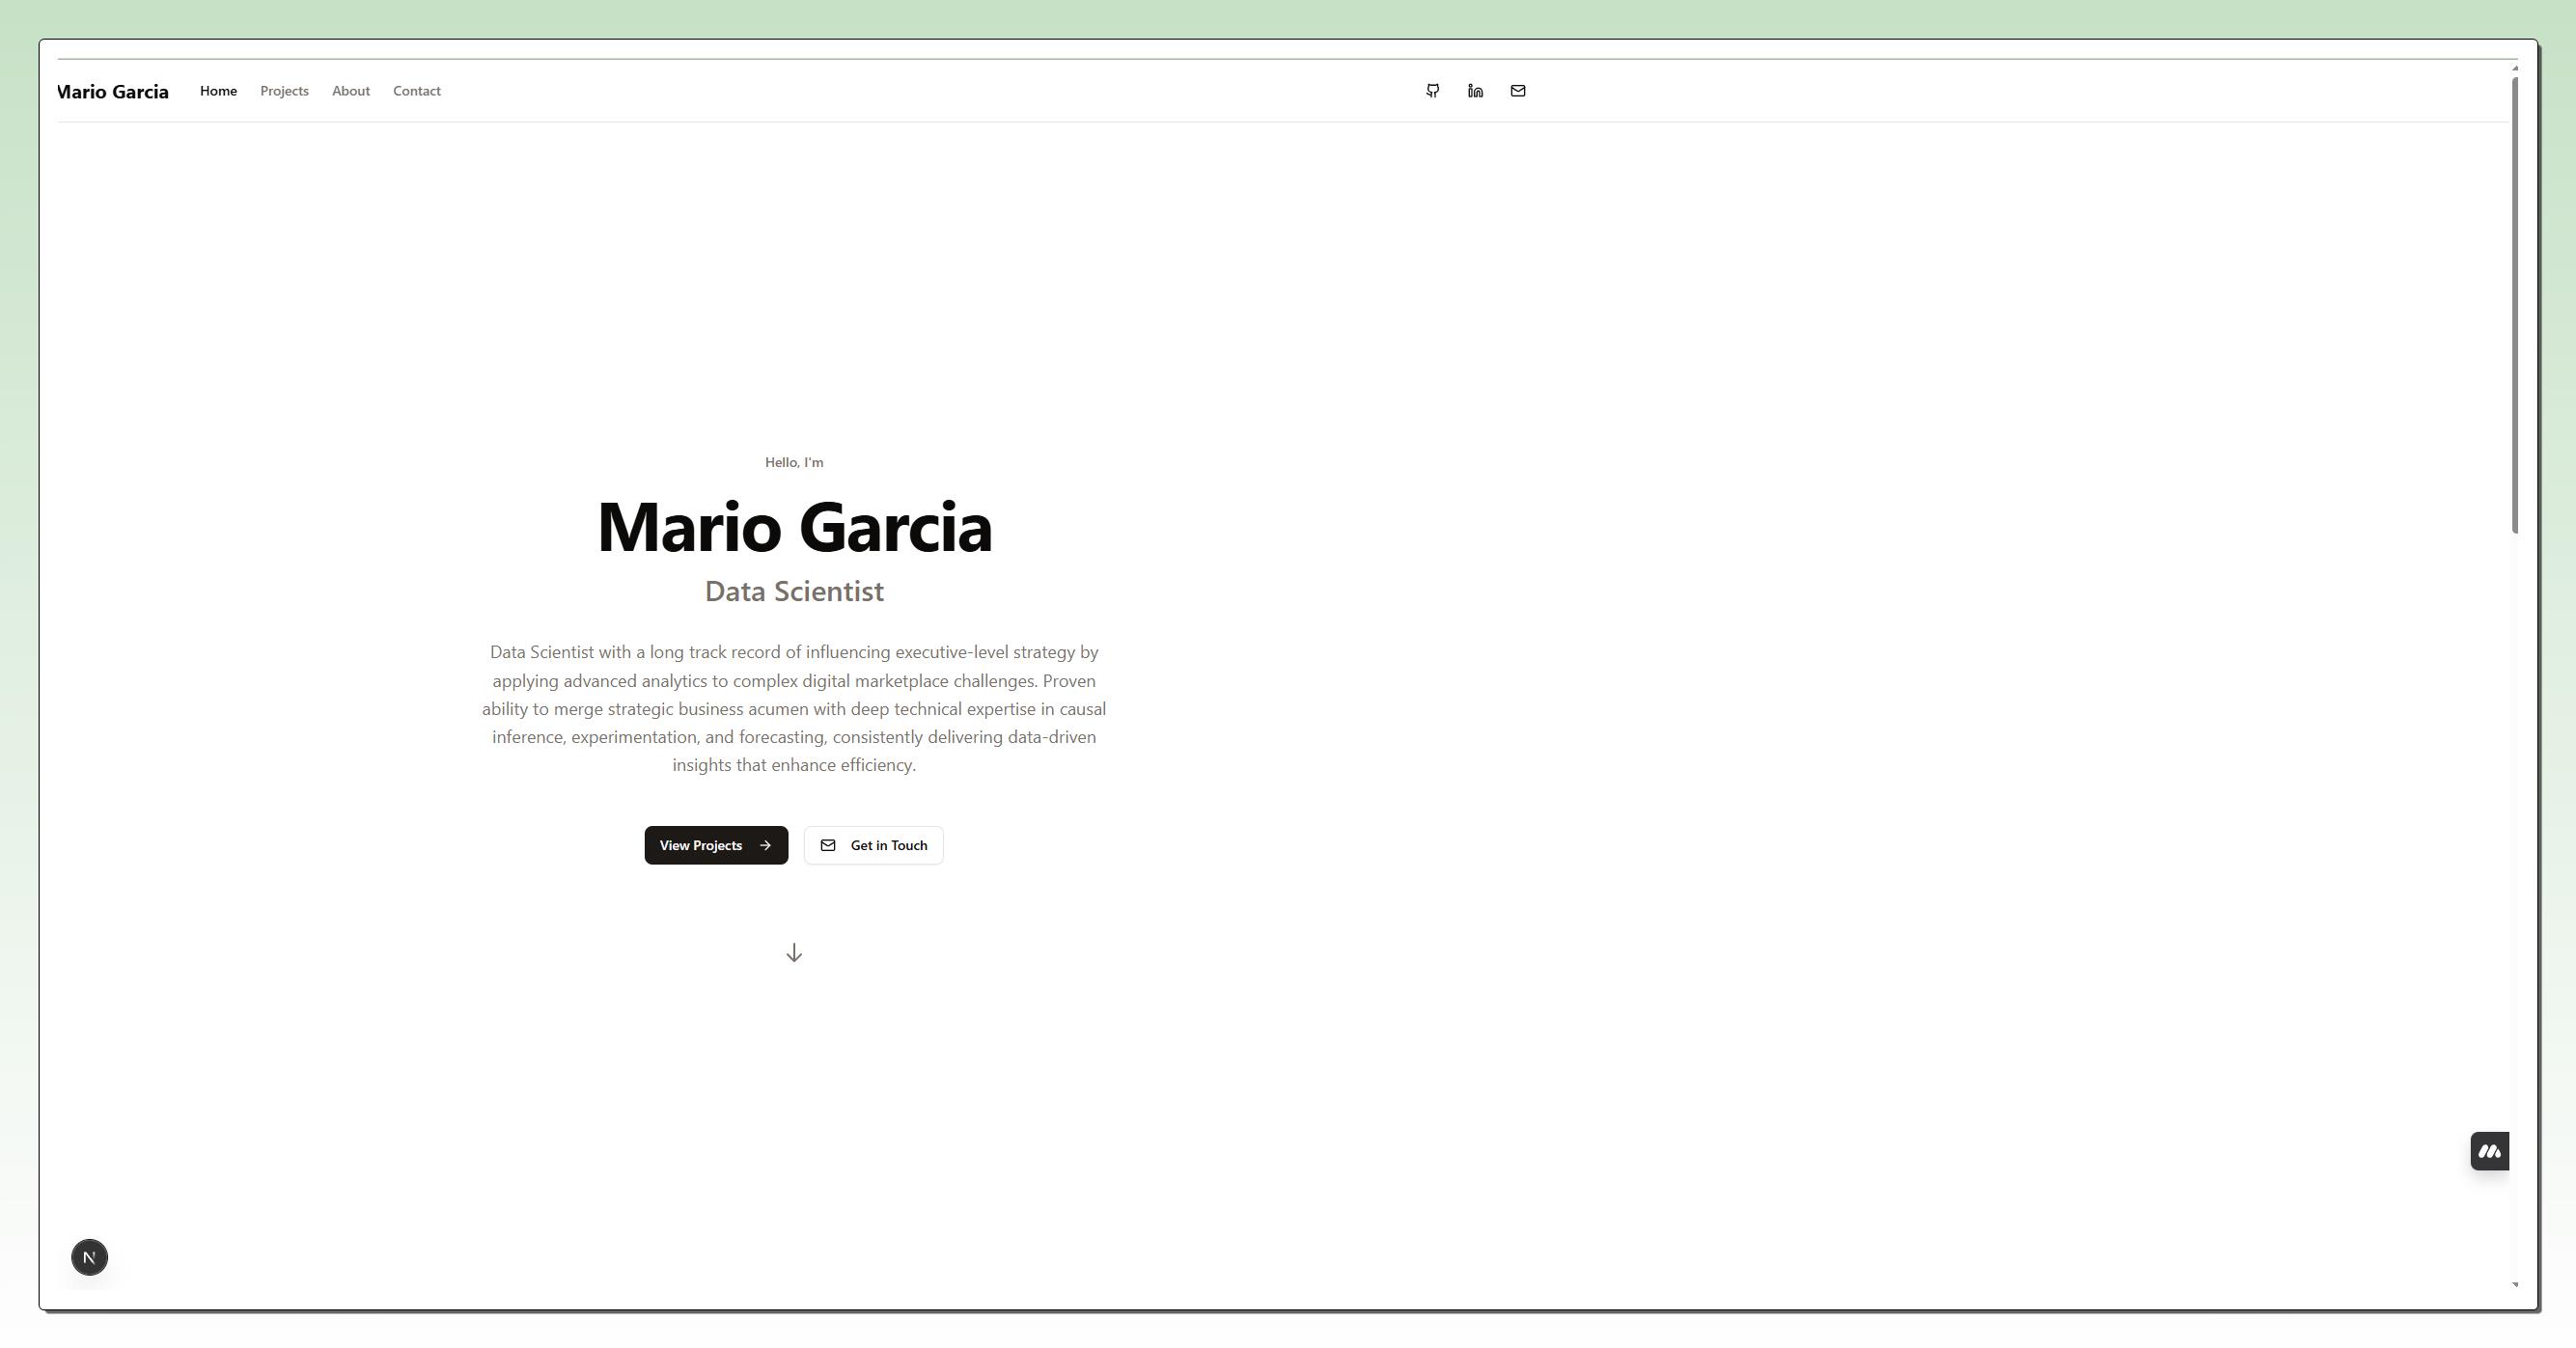 Mario Garcia
Home
Projects
About
Contact
Hello, I'm
Mario Garcia
Data Scientist
Data Scientist with a long track record of influencing executive-level strategy by
applying advanced analytics to complex digital marketplace challenges. Proven
ability to merge strategic business acumen with deep technical expertise in causal
inference, experimentation, and forecasting, consistently delivering data-driven
insights that enhance efficiency.
View Projects
Get in Touch
N